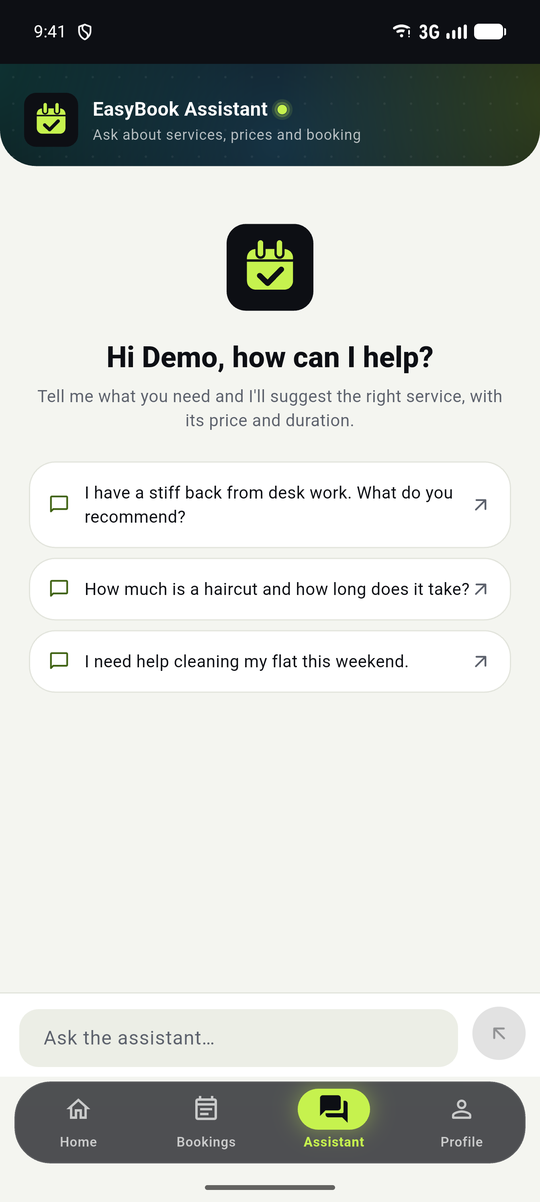 9:41
3G
EasyBook Assistant
Ask about services, prices and booking
Hi Demo, how can I help?
Tell me what you need and I'll suggest the right service, with
its price and duration.
I have a stiff back from desk work. What do you
recommend?
How much is a haircut and how long does it take?
I need help cleaning my flat this weekend.
Ask the assistant…
Home
Bookings
Assistant
Profile